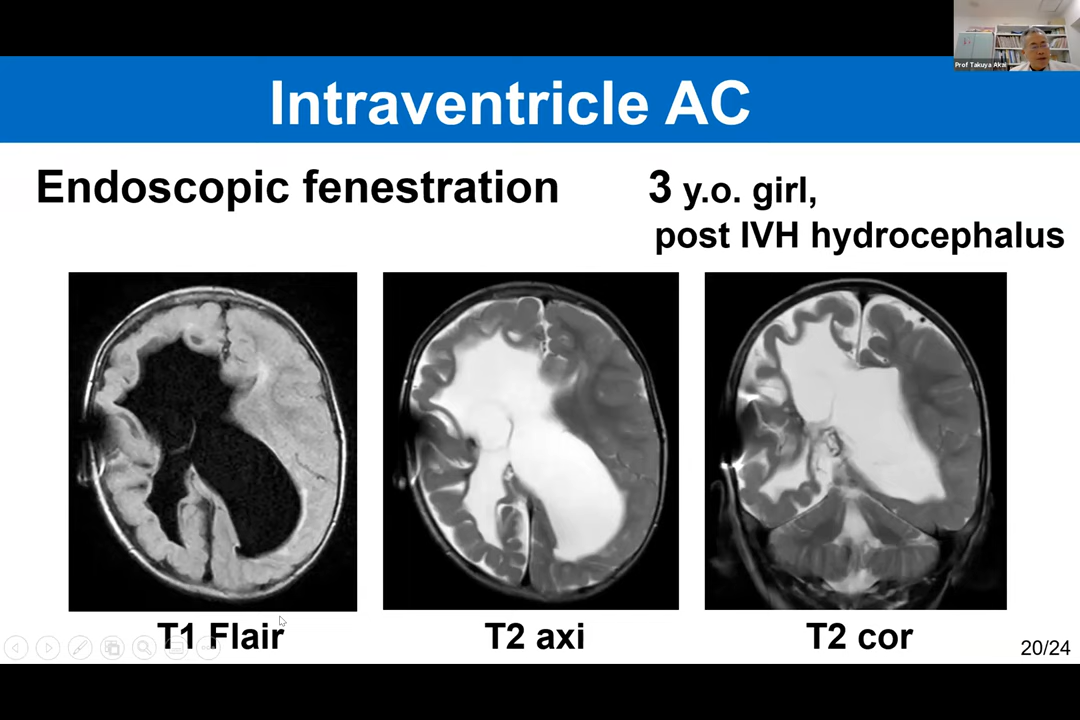 Prof Takuya Akai
Intraventricle AC
Endoscopic fenestration
3 y.o. girl,
post IVH hydrocephalus
T1 Flair
T2 axi
T2 cor
20/24